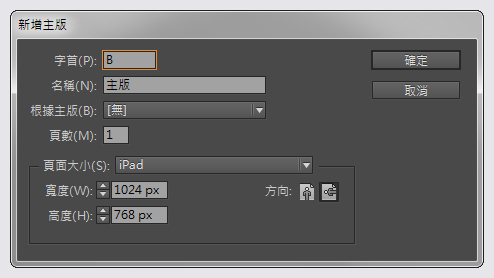 新增主版
字首(P): B
確定
名稱(N): 主版
取消
根據主版(B): [無]
頁數(M): 1
頁面大小(S): iPad
寬度(W): 1024 px
方向:
高度(H): 768 px